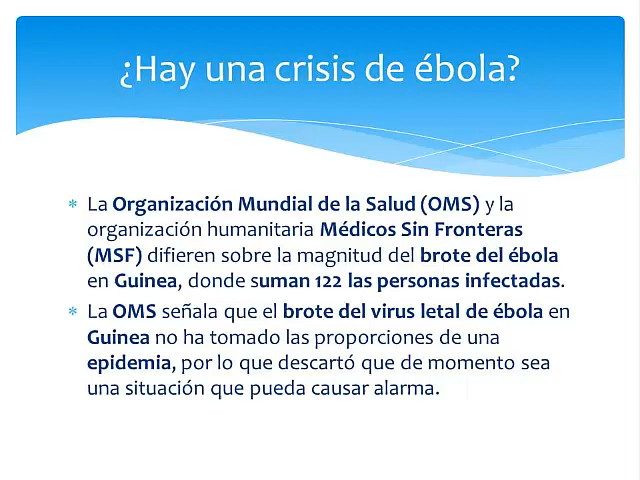 ¿Hay una crisis de ébola?
La Organización Mundial de la Salud (OMS) y la
organización humanitaria Médicos Sin Fronteras
(MSF) difieren sobre la magnitud del brote del ébola
en Guinea, donde suman 122 las personas infectadas.
La OMS señala que el brote del virus letal de ébola en
Guinea no ha tomado las proporciones de una
epidemia, por lo que descartó que de momento sea
una situación que pueda causar alarma.